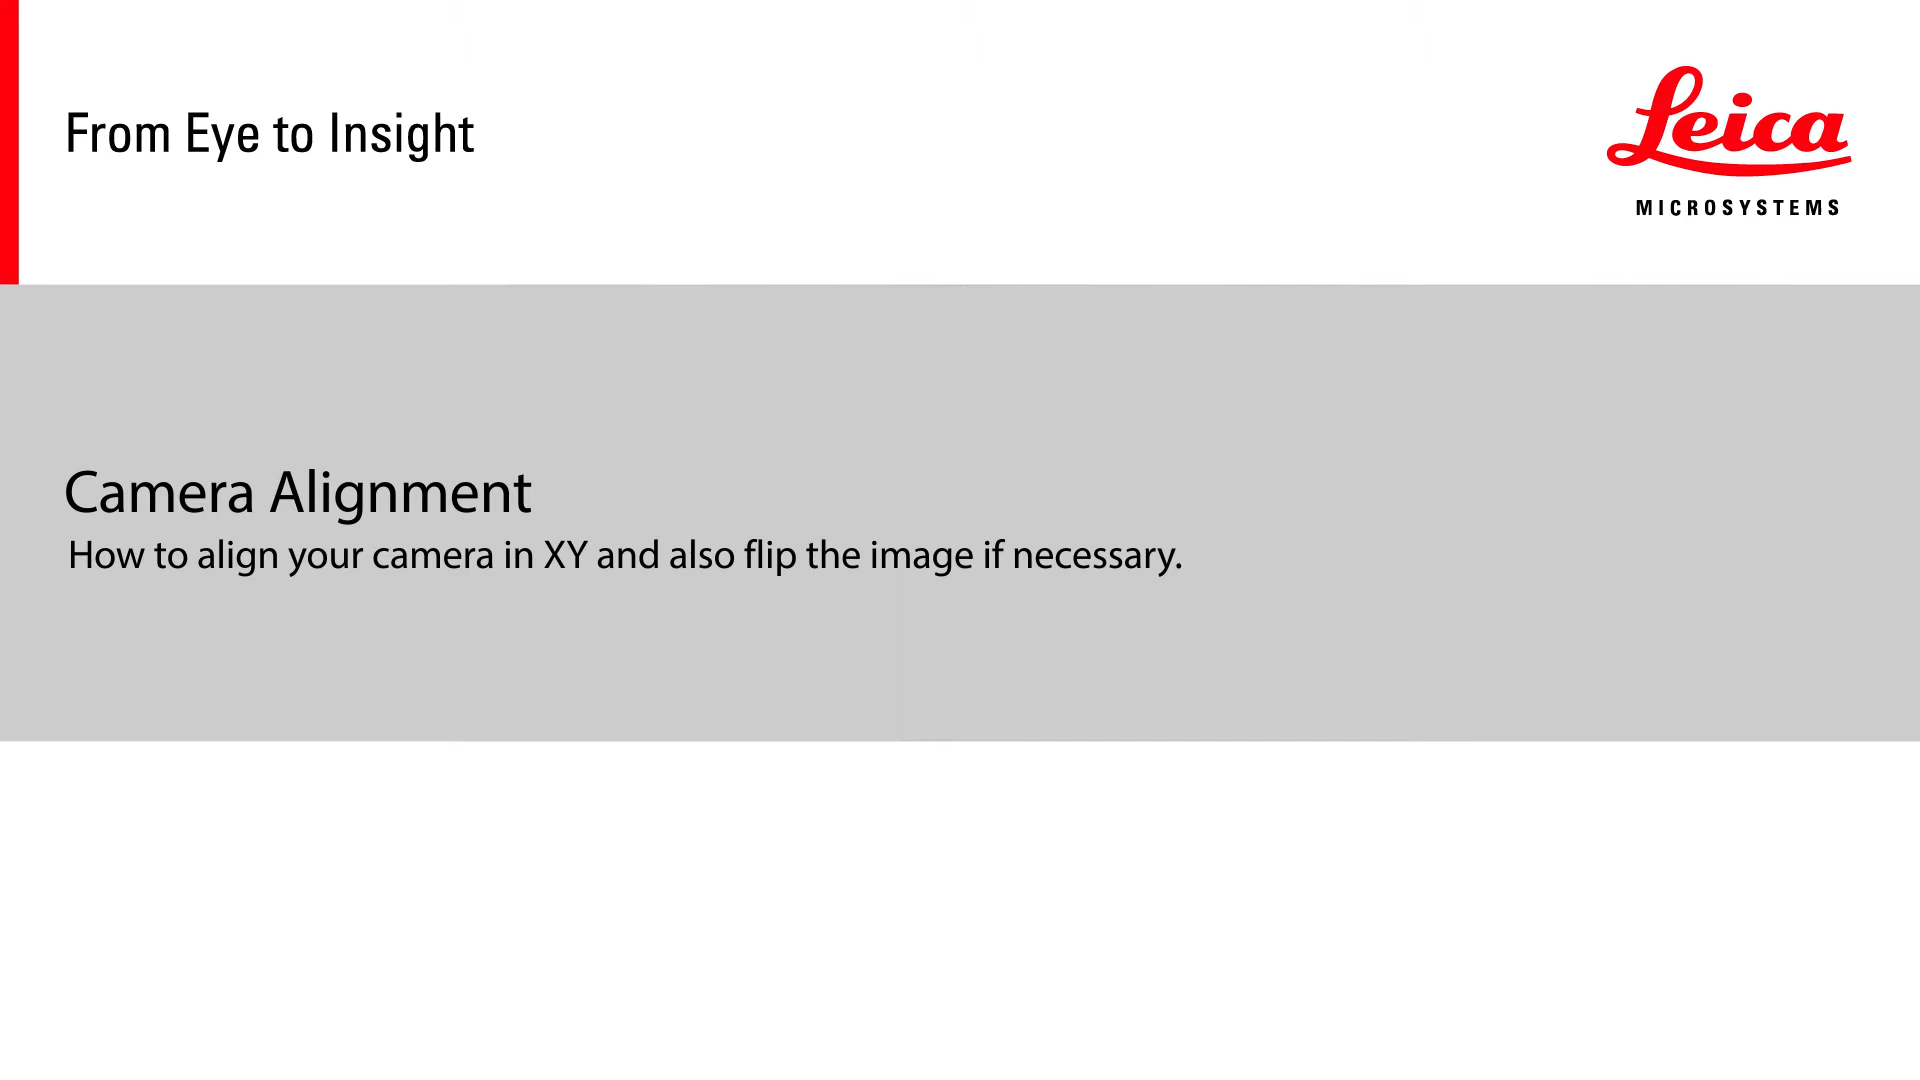 From Eye to Insight
Leica
MICROSYSTEMS
Camera Alignment
How to align your camera in XY and also flip the image if necessary.